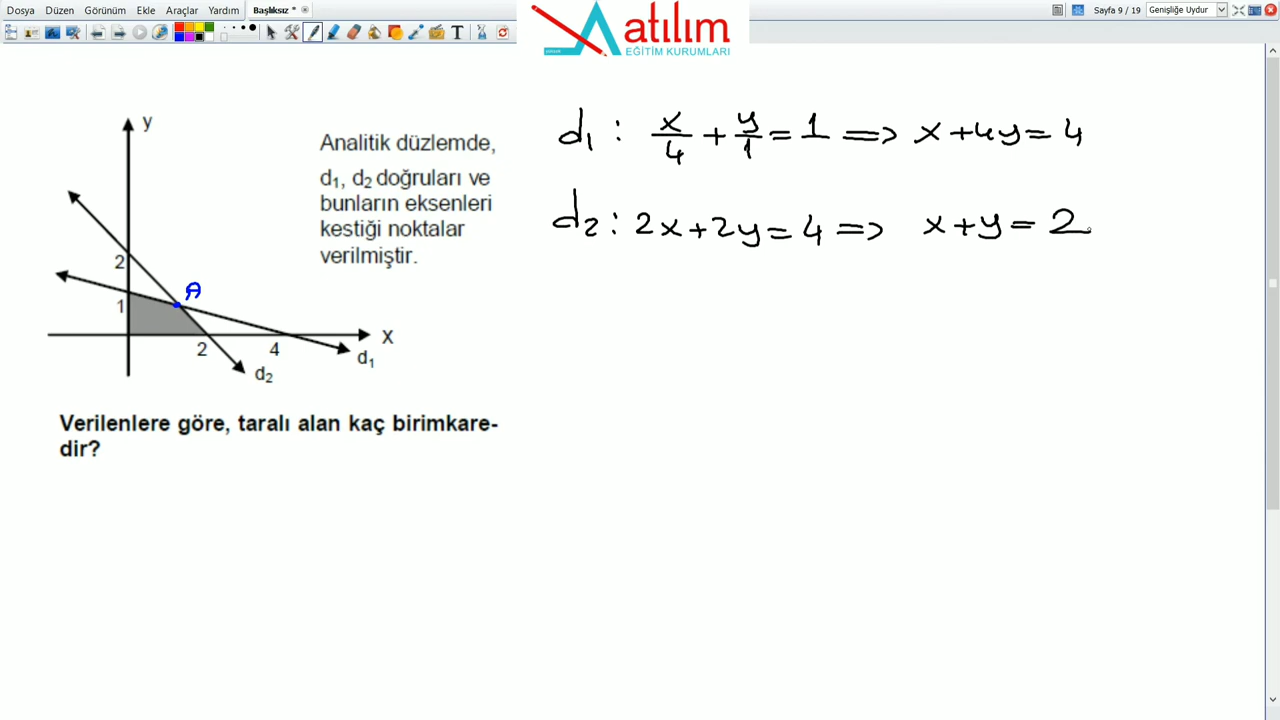 Dosya Düzen Görünüm Ekle Araçlar Yardım Başlıksız * Sayfa 9 / 19 Genişliğe Uydur
atılım
EĞİTİM KURUMLARI
y
Analitik düzlemde,
d₁, d₂ doğruları ve
bunların eksenleri
kestiği noktalar
verilmiştir.
2
A
1
x
2 4
d₁
d₂
Verilenlere göre, taralı alan kaç birimkare-
dir?
d₁ : x/4 + y/1 = 1 ⟹ x+4y=4
d₂ : 2x+2y=4 ⟹ x+y=2